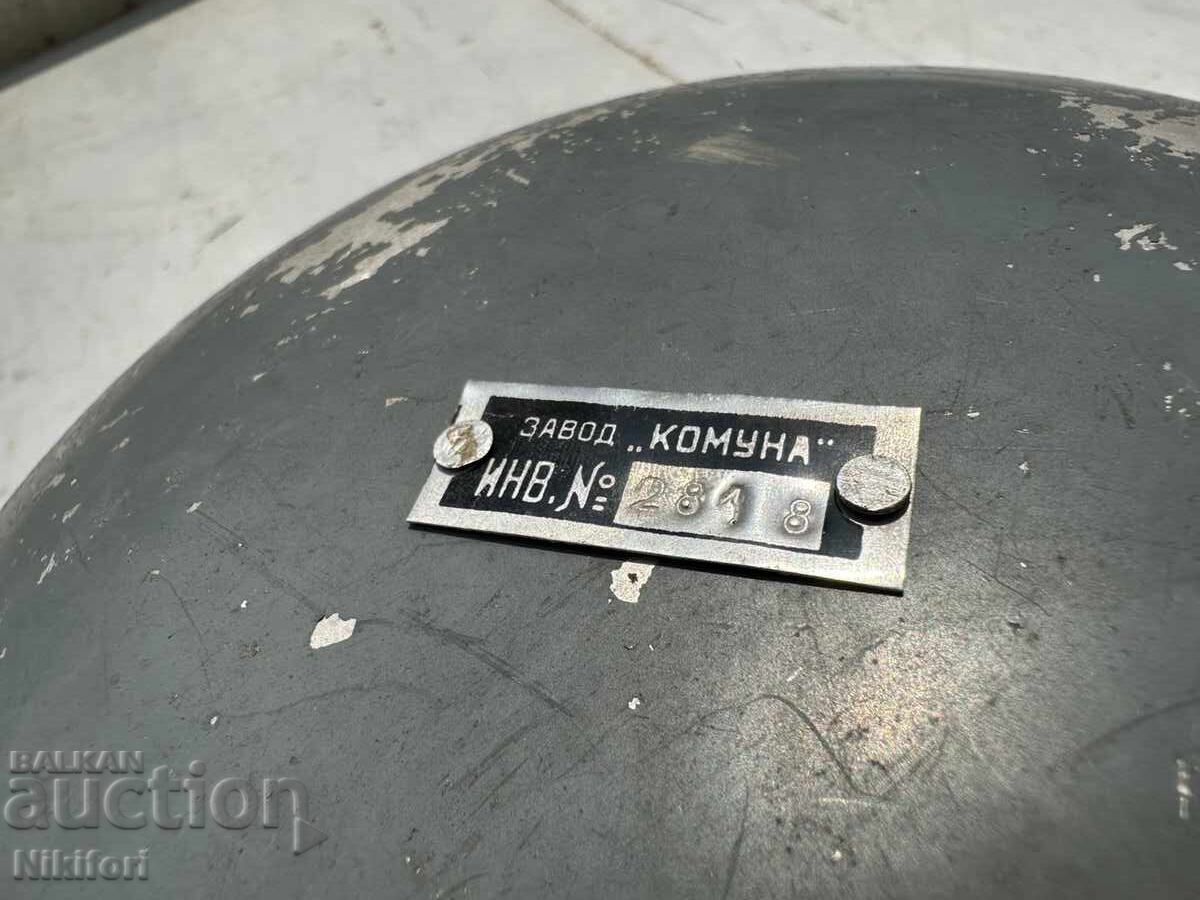 ЗАВОД „КОМУНА“
ИНВ. № 2818
BALKAN
auction
Nikifori